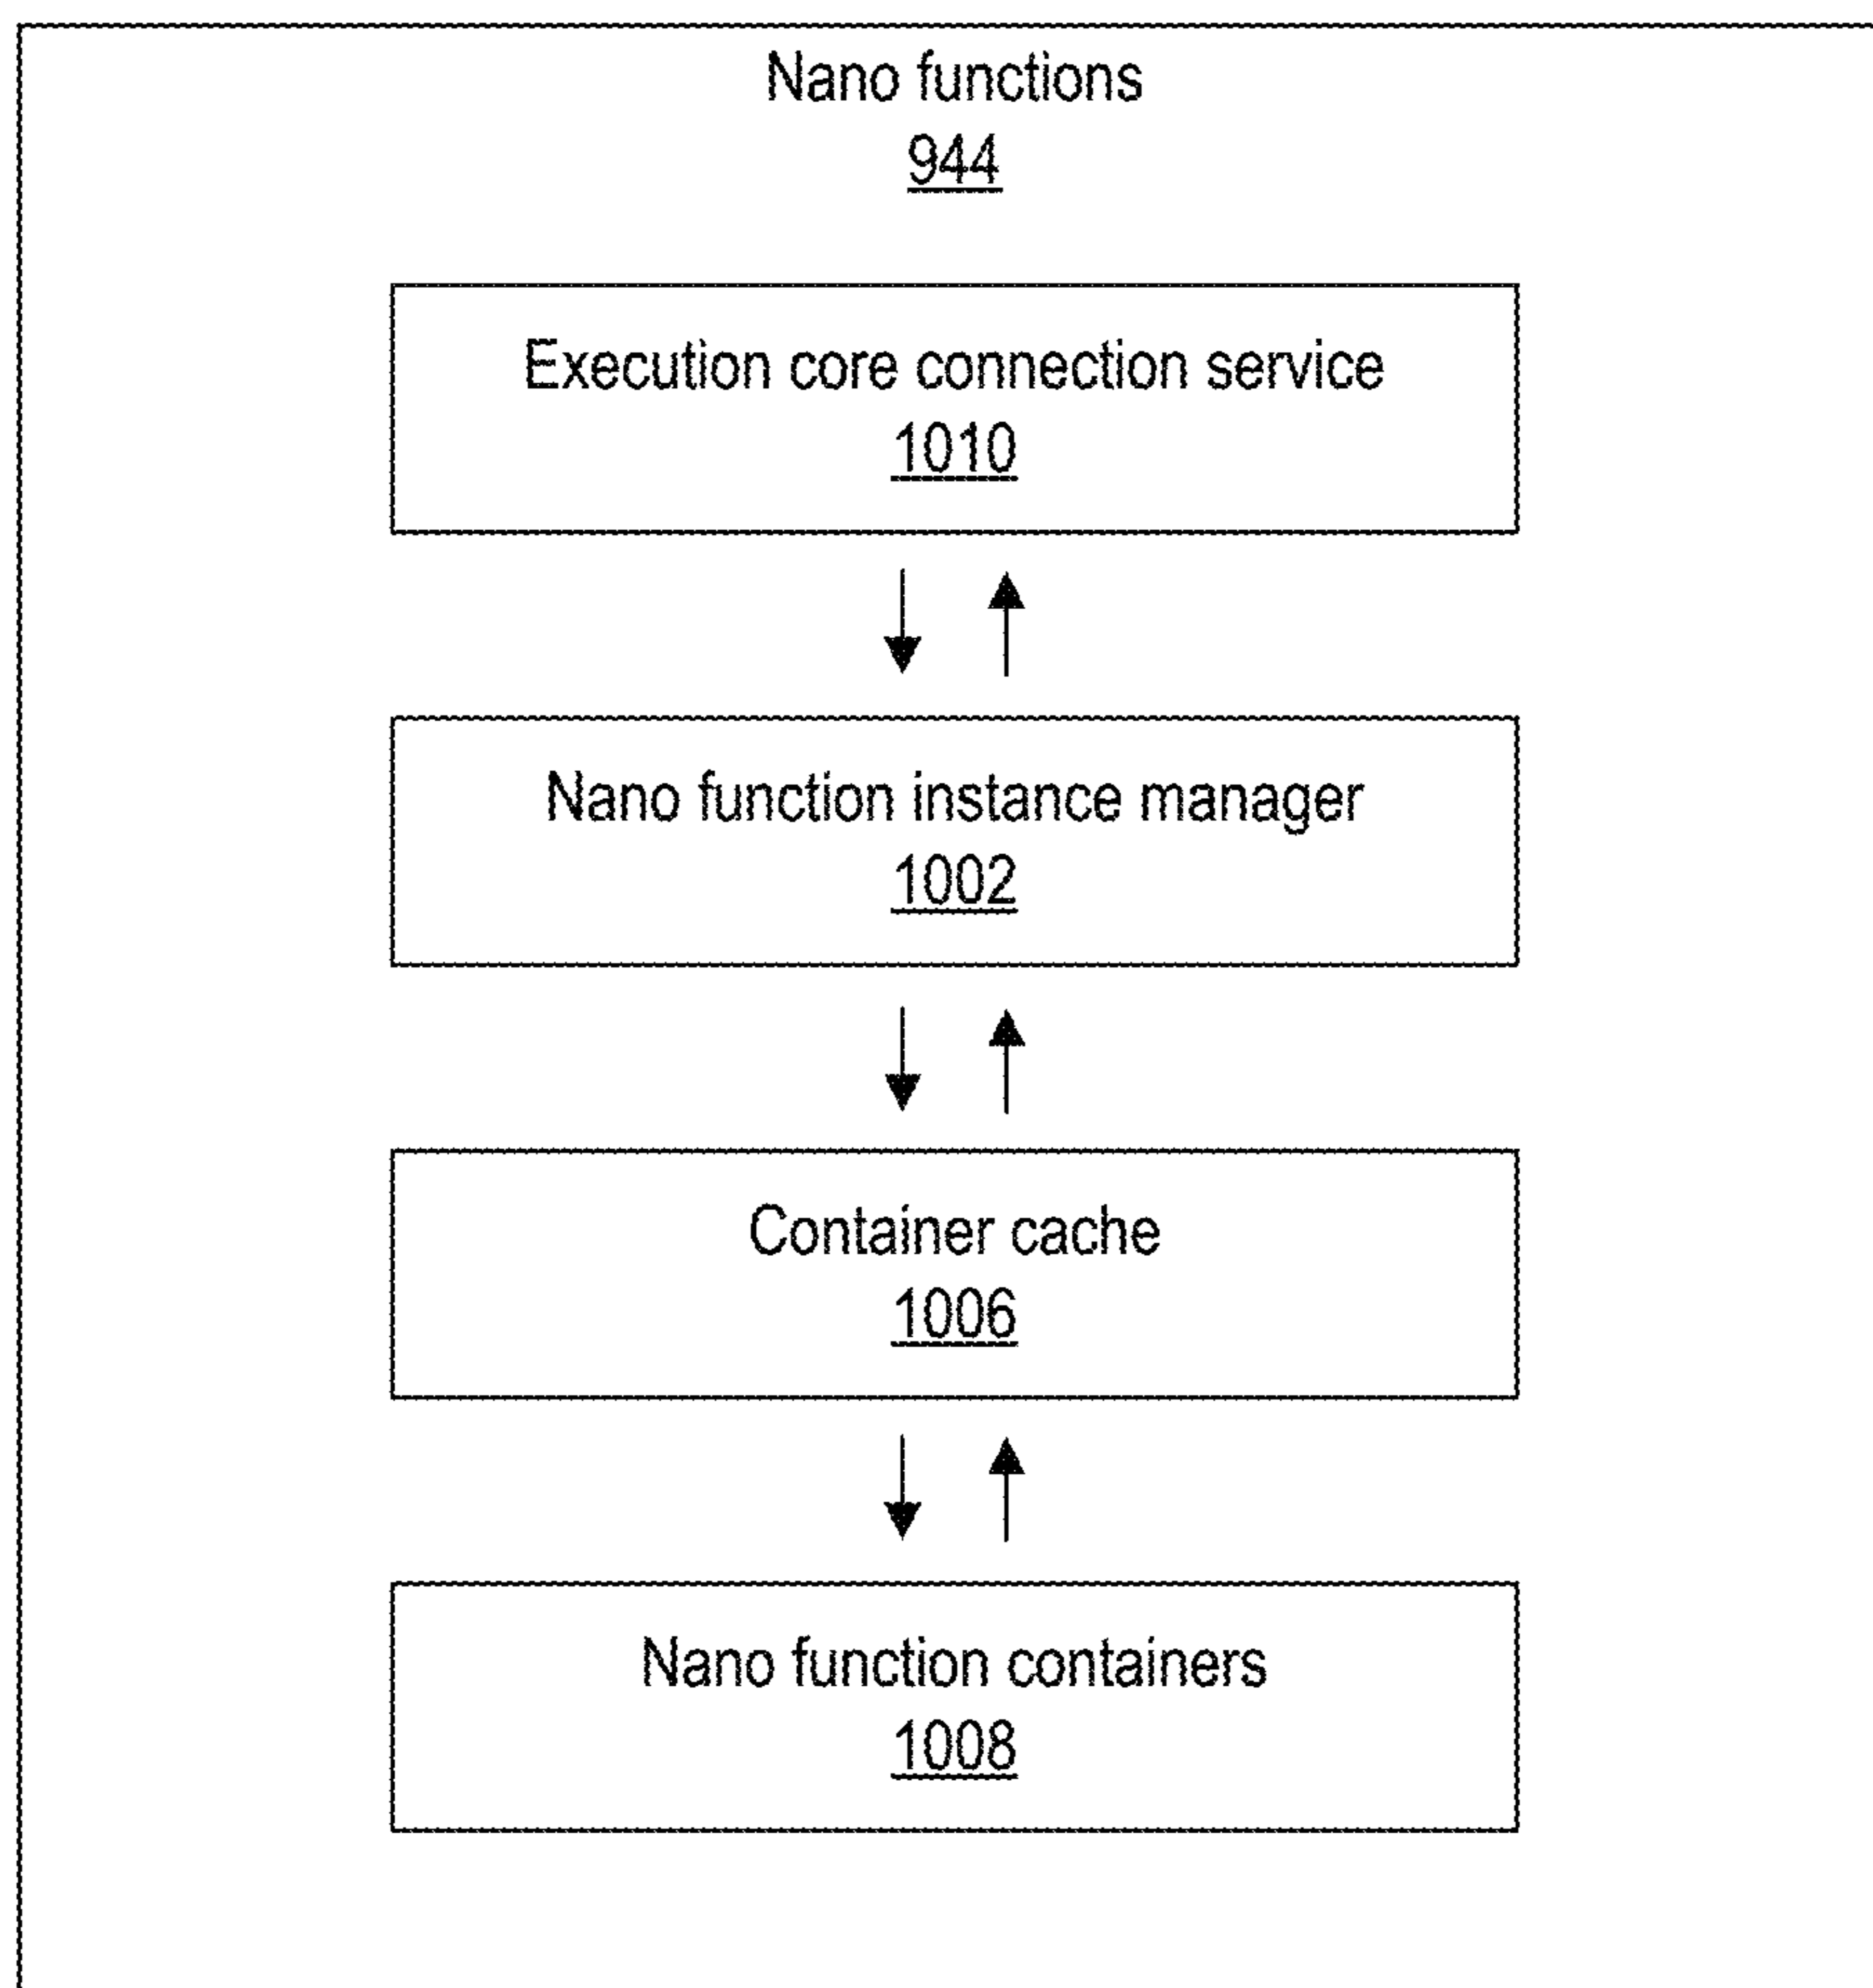 Nano functions
944
Execution core connection service
1010
Nano function instance manager
1002
Container cache
1006
Nano function containers
1008